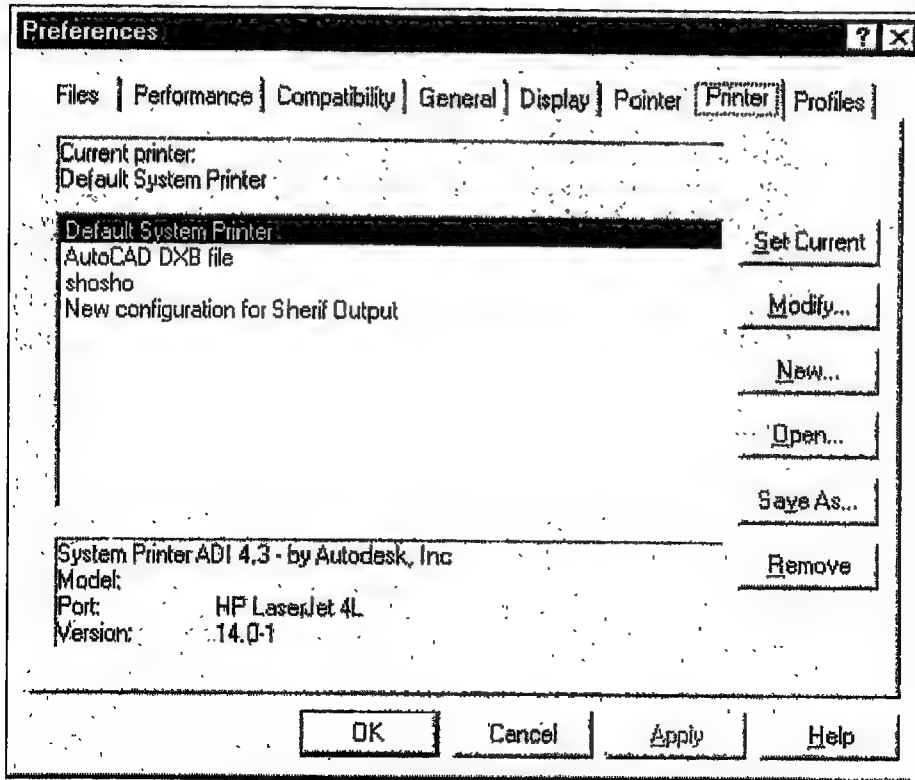 Preferences
Files Performance Compatibility General Display Pointer Printer Profiles
Current printer:
Default System Printer
Default System Printer
AutoCAD DXB file
shosho
New configuration for Sherif Output
Set Current
Modify...
New...
Open...
Save As...
Remove
System Printer ADI 4.3 - by Autodesk, Inc
Model:
Port: HP LaserJet 4L
Version: 14.0-1
OK Cancel Apply Help